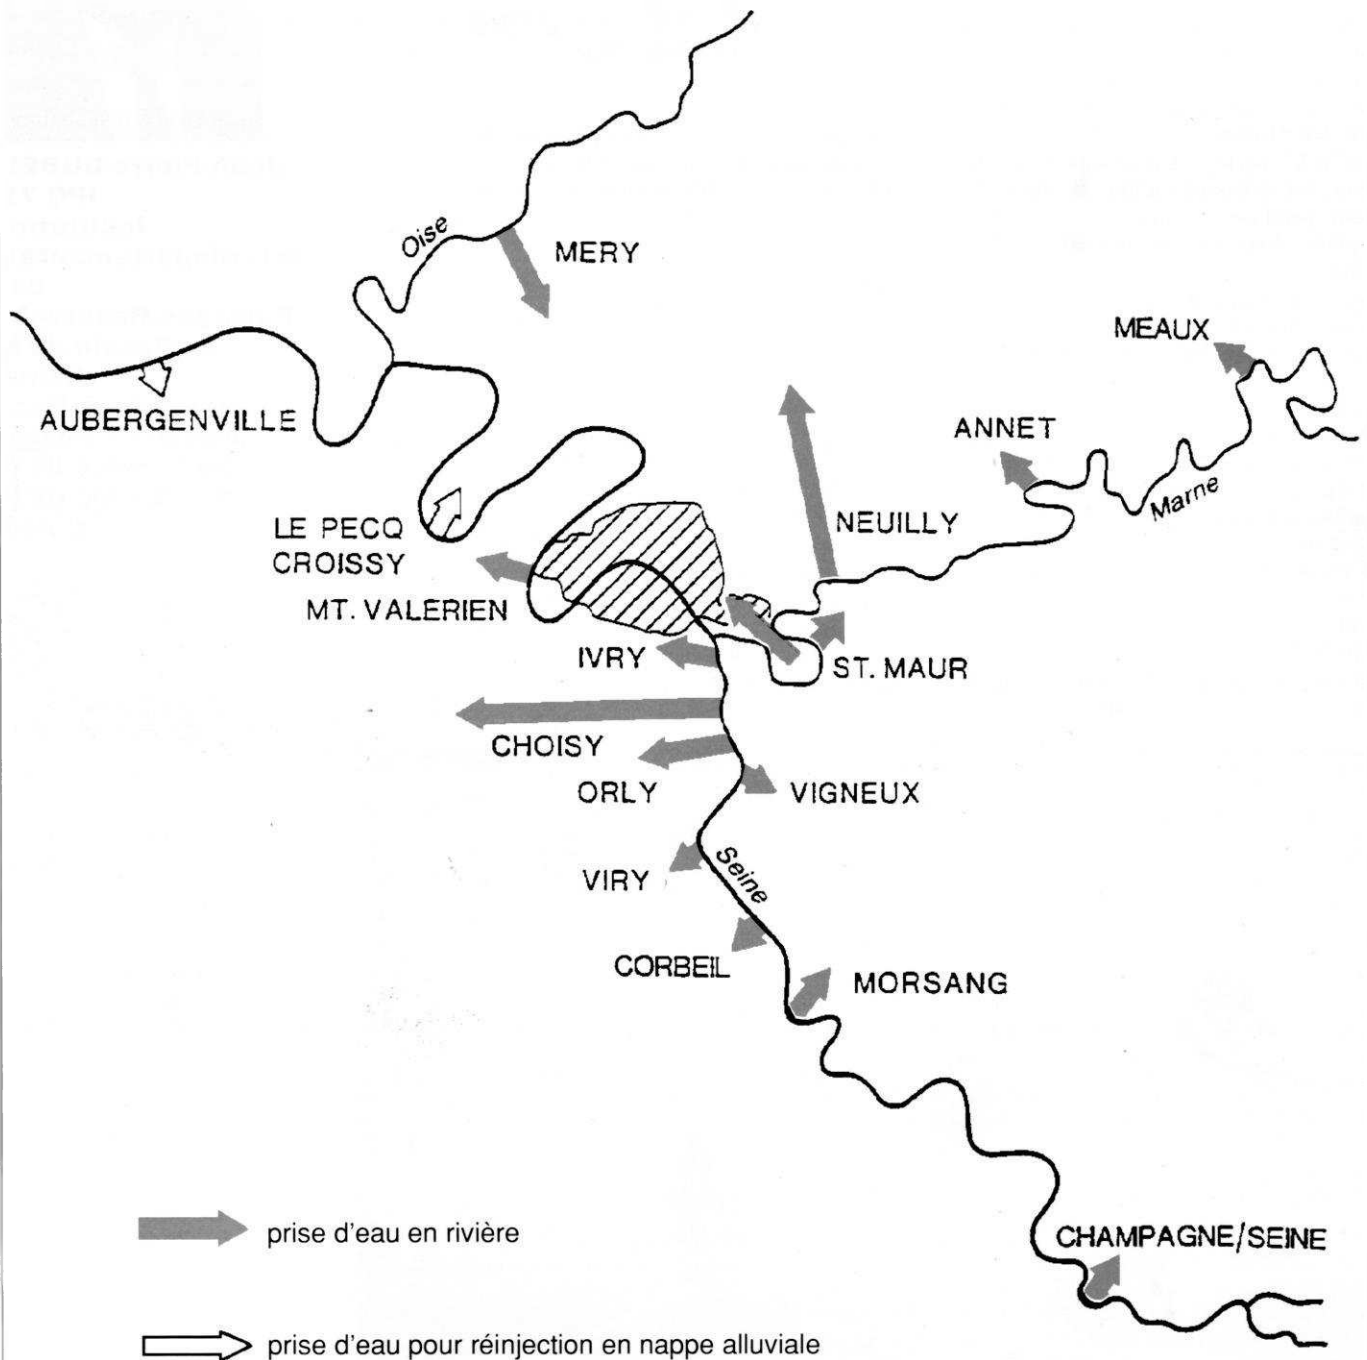 Oise
MERY
MEAUX
AUBERGENVILLE
ANNET
Marne
NEUILLY
LE PECQ
CROISSY
MT. VALERIEN
IVRY
ST. MAUR
CHOISY
ORLY
VIGNEUX
Seine
VIRY
CORBEIL
MORSANG
CHAMPAGNE/SEINE
prise d'eau en rivière
prise d'eau pour réinjection en nappe alluviale